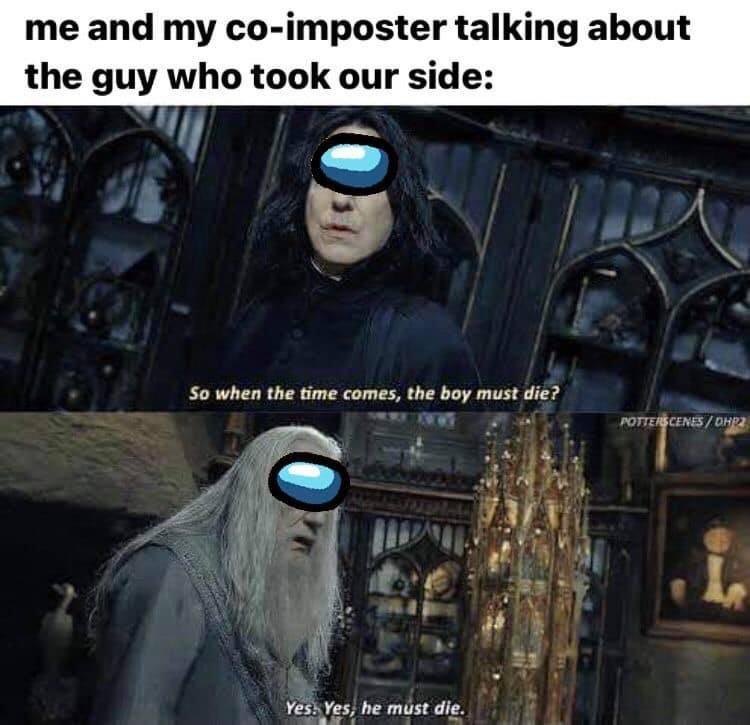 me and my co-imposter talking about
the guy who took our side:
So when the time comes, the boy must die?
POTTERSCENES / DHP2
Yes. Yes, he must die.